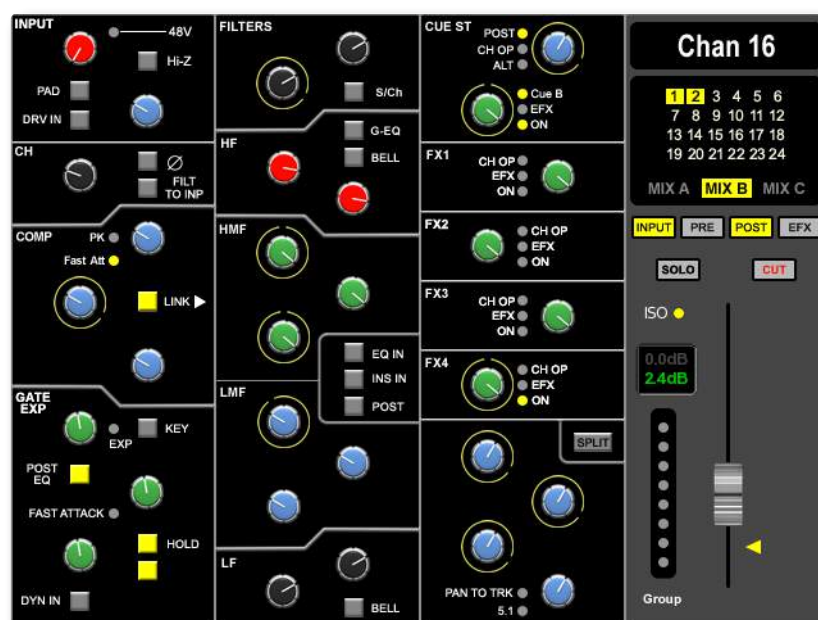 INPUT
48V
Hi-Z
PAD
DRV IN
CH
Ø
FILT
TO INP
COMP
PK
Fast Att
LINK
GATE
EXP
EXP
KEY
POST
EQ
FAST ATTACK
HOLD
DYN IN
FILTERS
S/Ch
HF
G-EQ
BELL
HMF
EQ IN
INS IN
POST
LMF
LF
BELL
CUE ST
POST
CH OP
ALT
Cue B
EFX
ON
FX1
CH OP
EFX
ON
FX2
CH OP
EFX
ON
FX3
CH OP
EFX
ON
FX4
CH OP
EFX
ON
SPLIT
PAN TO TRK
5.1
Chan 16
1 2 3 4 5 6
7 8 9 10 11 12
13 14 15 16 17 18
19 20 21 22 23 24
MIX A MIX B MIX C
INPUT PRE POST EFX
SOLO CUT
ISO
0.0dB
2.4dB
Group